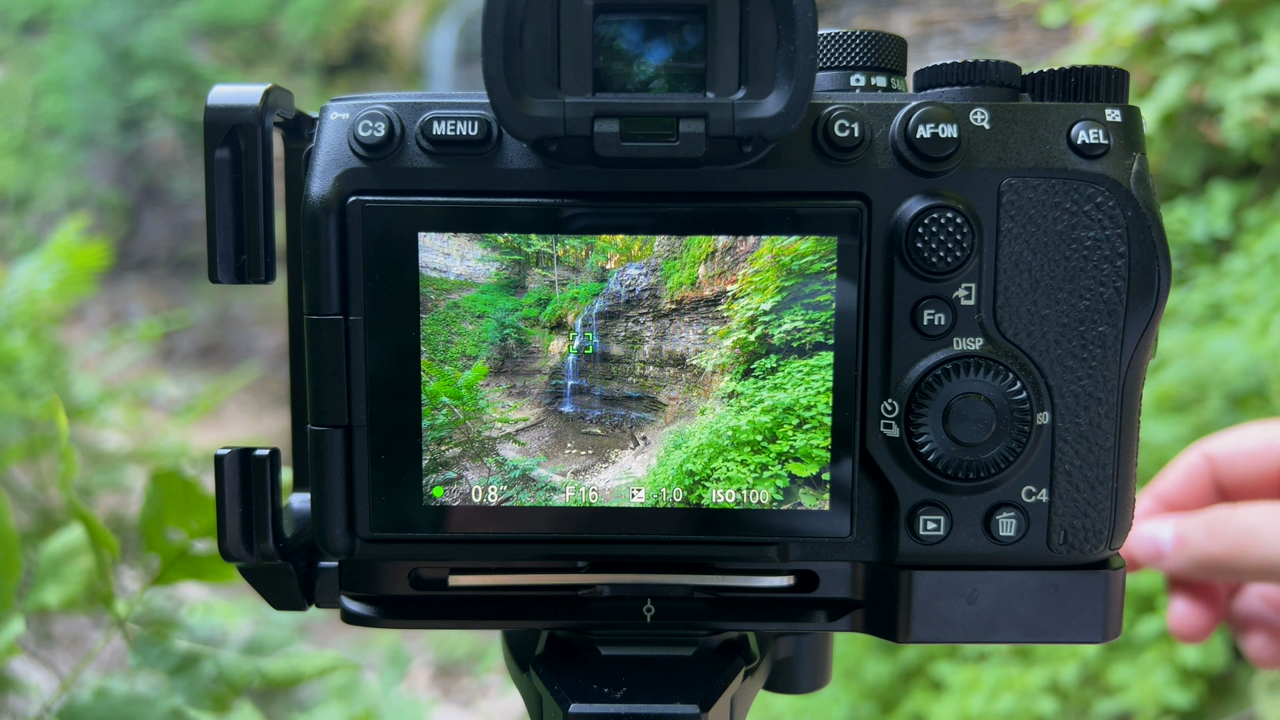 C3
MENU
C1
AF-ON
AEL
Fn
DISP
ISO
C4
0.8" F16 -1.0 ISO 100